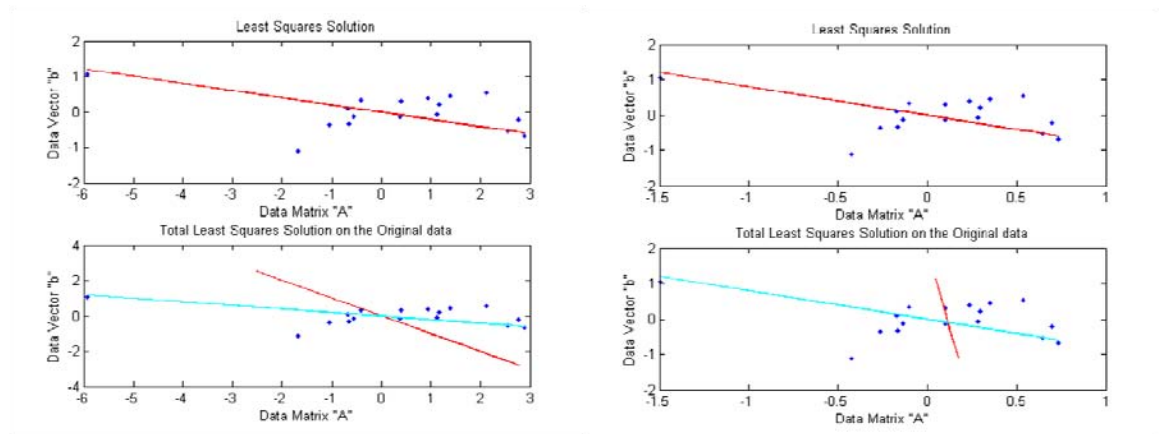 Least Squares Solution
2
1
0
-1
-2
Data Vector "b"
-6 -5 -4 -3 -2 -1 0 1 2 3
Data Matrix "A"
Total Least Squares Solution on the Original data
4
2
0
-2
-4
Data Vector "b"
-6 -5 -4 -3 -2 -1 0 1 2 3
Data Matrix "A"
Least Squares Solution
2
1
0
-1
-2
Data Vector "b"
-1.5 -1 -0.5 0 0.5 1
Data Matrix "A"
Total Least Squares Solution on the Original data
2
1
0
-1
-2
Data Vector "b"
-1.5 -1 -0.5 0 0.5 1
Data Matrix "A"